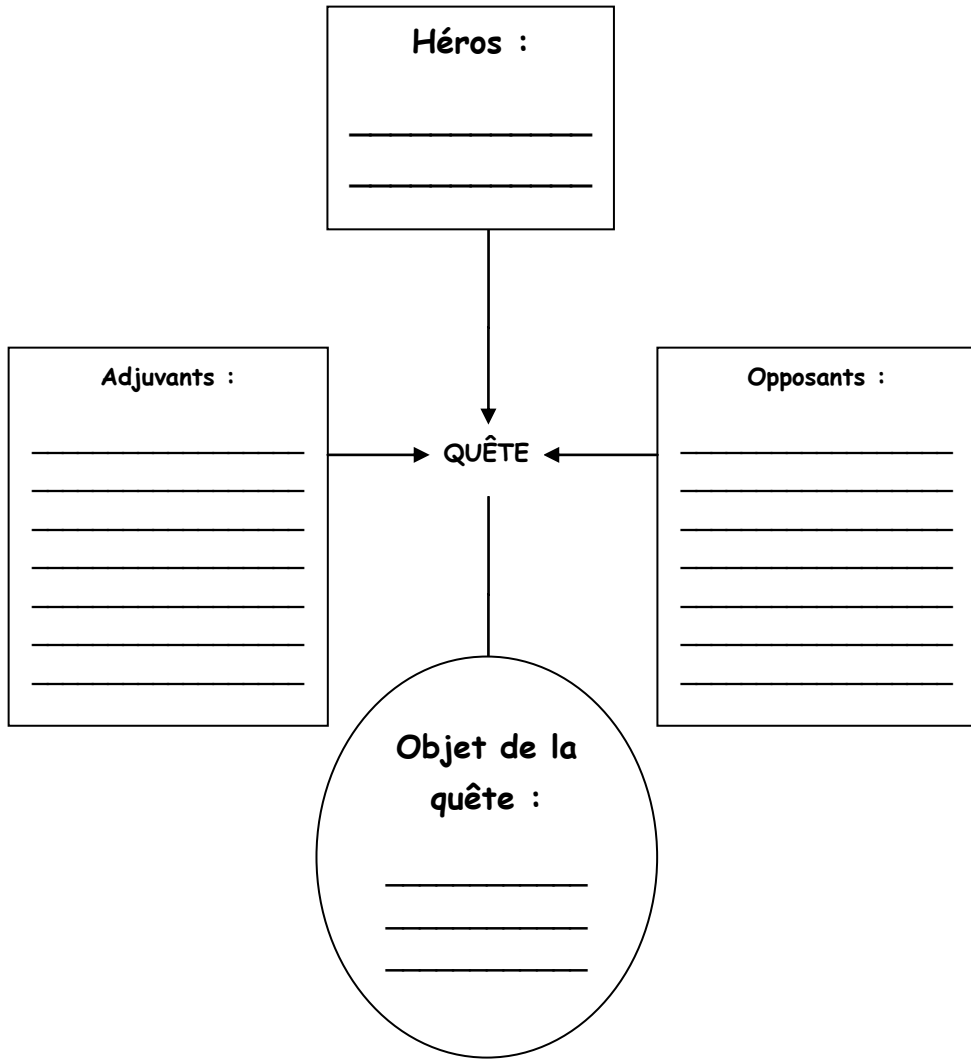 Héros :
Adjuvants :
Opposants :
QUÊTE
Objet de la
quête :